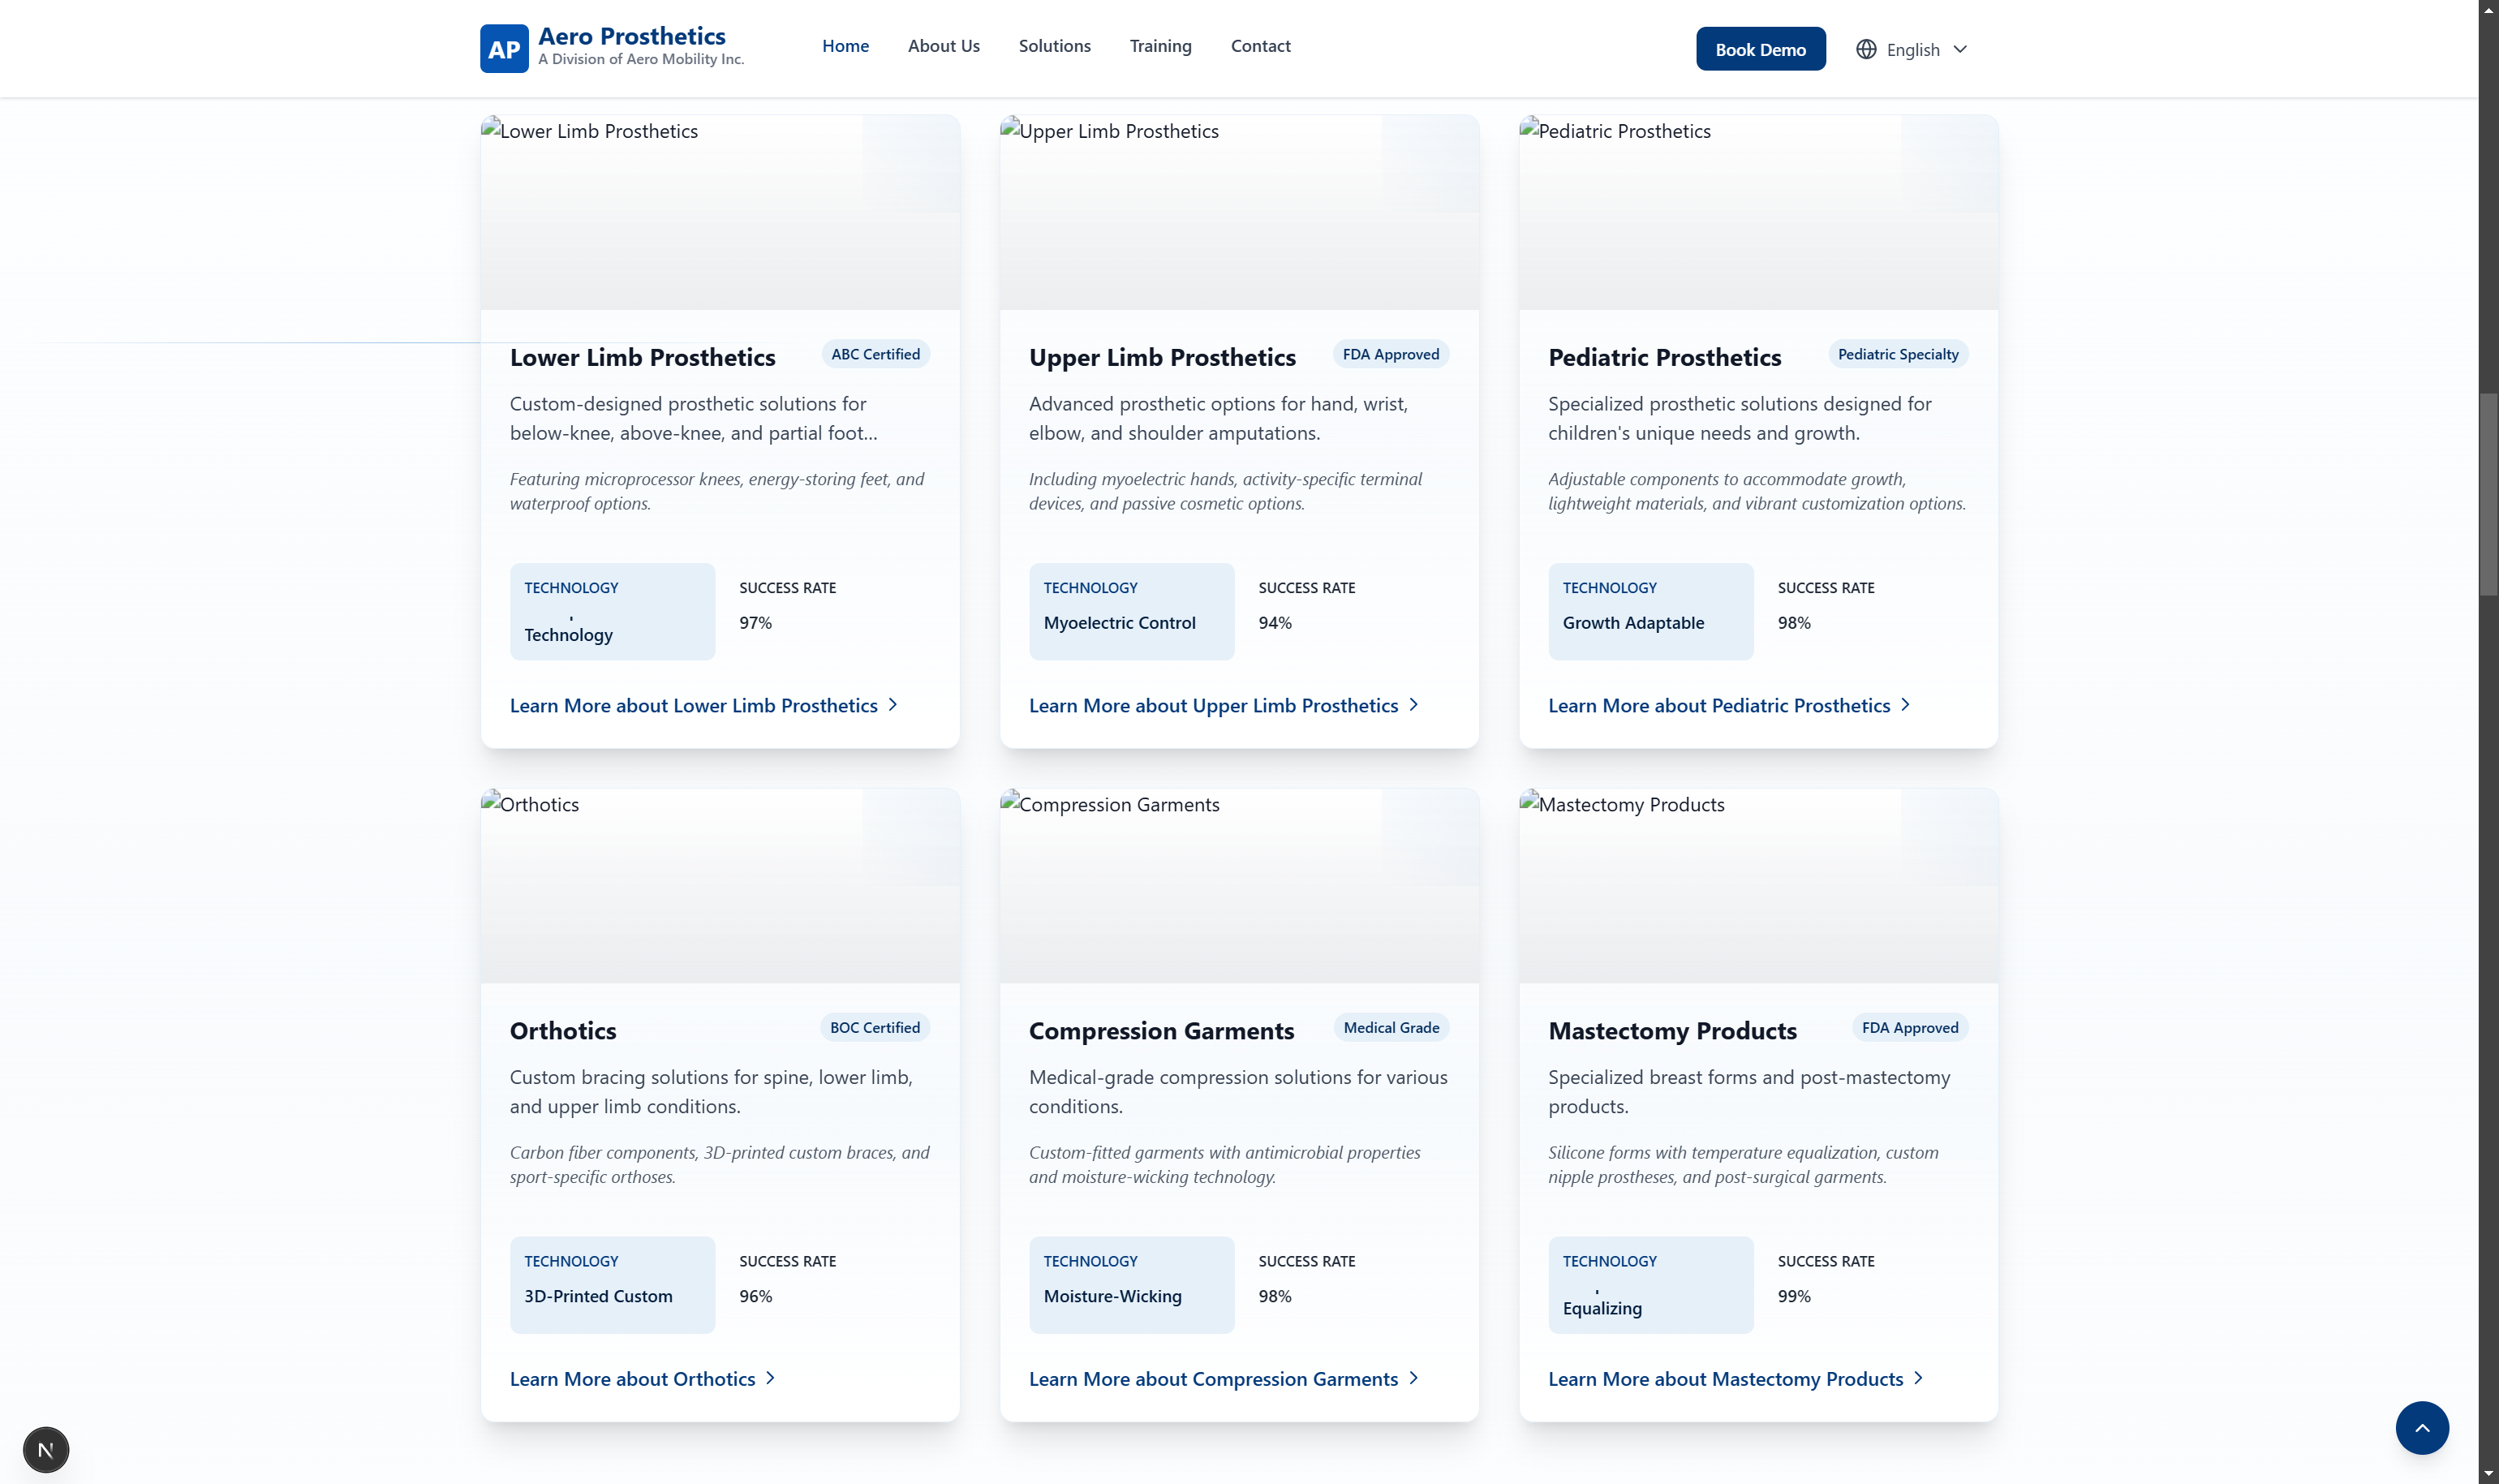 AP
Aero Prosthetics
A Division of Aero Mobility Inc.
Home
About Us
Solutions
Training
Contact
Book Demo
English
Lower Limb Prosthetics
Upper Limb Prosthetics
Pediatric Prosthetics
Lower Limb Prosthetics
ABC Certified
Custom-designed prosthetic solutions for
below-knee, above-knee, and partial foot...
Featuring microprocessor knees, energy-storing feet, and
waterproof options.
TECHNOLOGY
Technology
SUCCESS RATE
97%
Learn More about Lower Limb Prosthetics
Upper Limb Prosthetics
FDA Approved
Advanced prosthetic options for hand, wrist,
elbow, and shoulder amputations.
Including myoelectric hands, activity-specific terminal
devices, and passive cosmetic options.
TECHNOLOGY
Myoelectric Control
SUCCESS RATE
94%
Learn More about Upper Limb Prosthetics
Pediatric Prosthetics
Pediatric Specialty
Specialized prosthetic solutions designed for
children's unique needs and growth.
Adjustable components to accommodate growth,
lightweight materials, and vibrant customization options.
TECHNOLOGY
Growth Adaptable
SUCCESS RATE
98%
Learn More about Pediatric Prosthetics
Orthotics
Compression Garments
Mastectomy Products
Orthotics
BOC Certified
Custom bracing solutions for spine, lower limb,
and upper limb conditions.
Carbon fiber components, 3D-printed custom braces, and
sport-specific orthoses.
TECHNOLOGY
3D-Printed Custom
SUCCESS RATE
96%
Learn More about Orthotics
Compression Garments
Medical Grade
Medical-grade compression solutions for various
conditions.
Custom-fitted garments with antimicrobial properties
and moisture-wicking technology.
TECHNOLOGY
Moisture-Wicking
SUCCESS RATE
98%
Learn More about Compression Garments
Mastectomy Products
FDA Approved
Specialized breast forms and post-mastectomy
products.
Silicone forms with temperature equalization, custom
nipple prostheses, and post-surgical garments.
TECHNOLOGY
Equalizing
SUCCESS RATE
99%
Learn More about Mastectomy Products
N